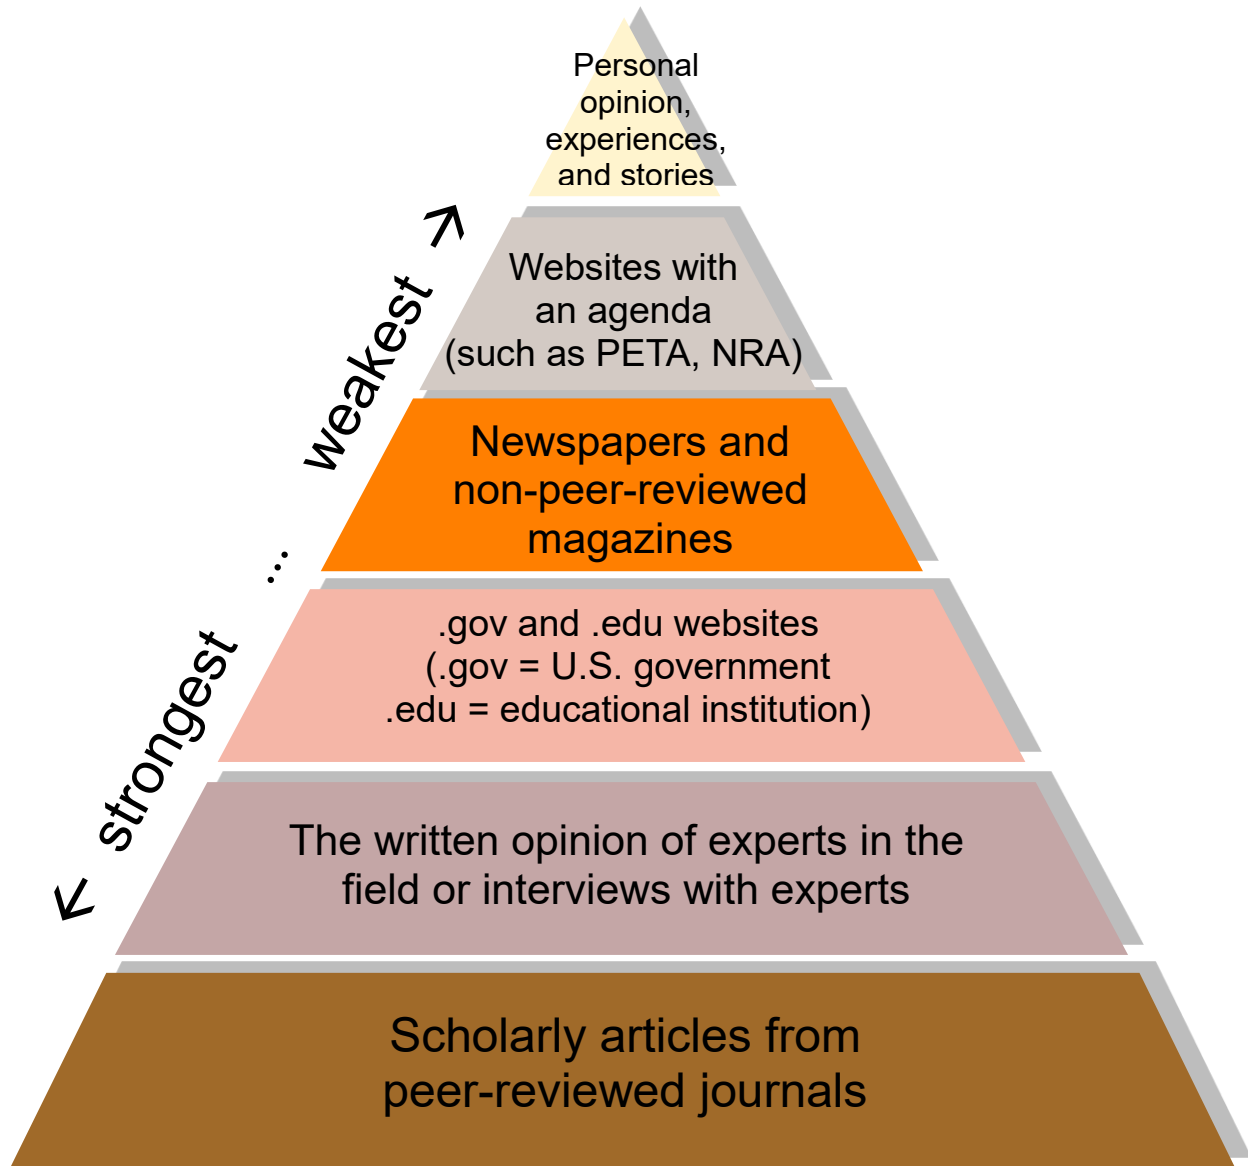 Personal
opinion,
experiences,
and stories
Websites with
an agenda
(such as PETA, NRA)
Newspapers and
non-peer-reviewed
magazines
.gov and .edu websites
(.gov = U.S. government
.edu = educational institution)
The written opinion of experts in the
field or interviews with experts
Scholarly articles from
peer-reviewed journals
← strongest ... weakest →